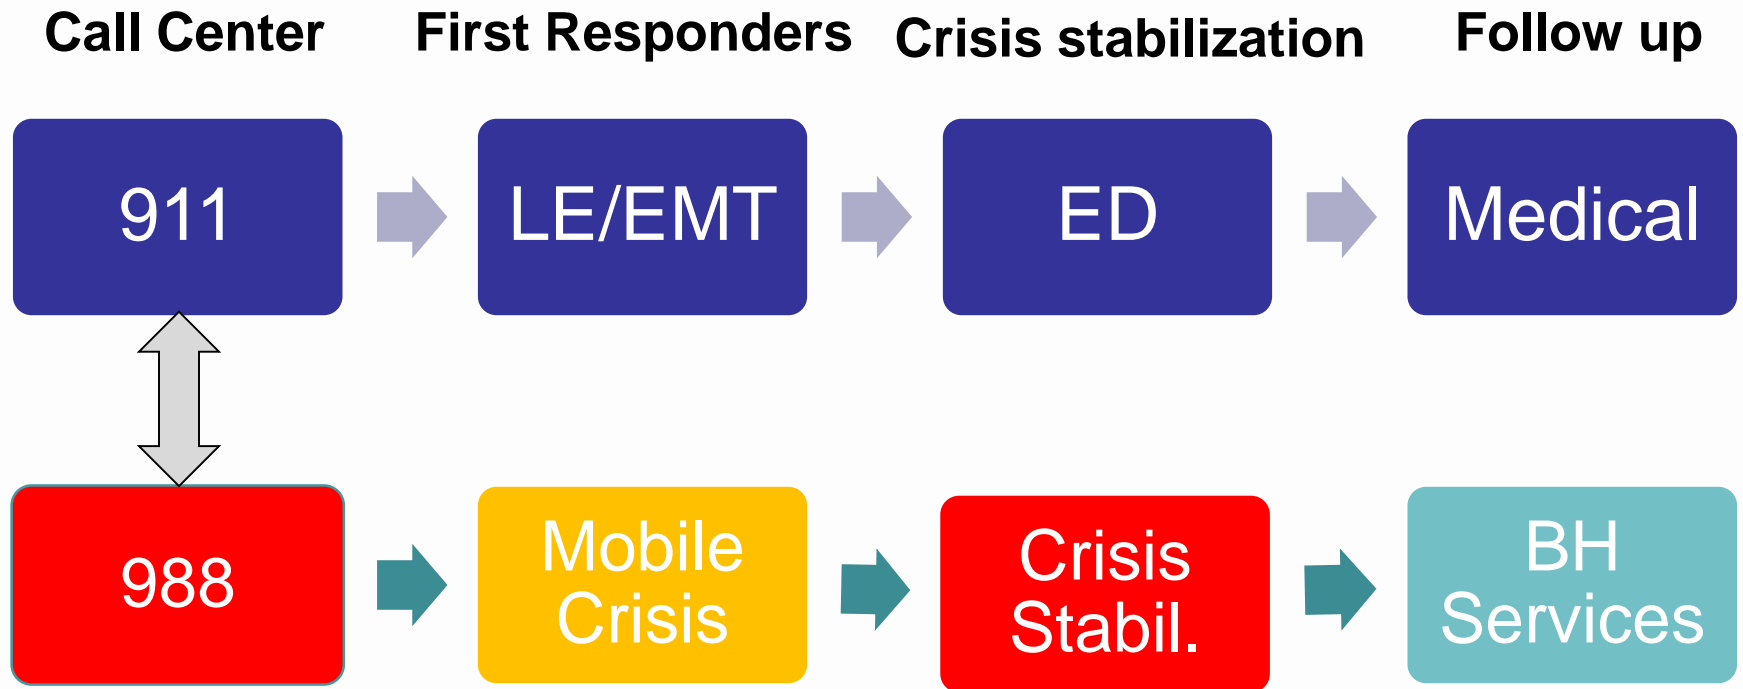 Call Center
First Responders
Crisis stabilization
Follow up
911
LE/EMT
ED
Medical
988
Mobile
Crisis
Crisis
Stabil.
BH
Services